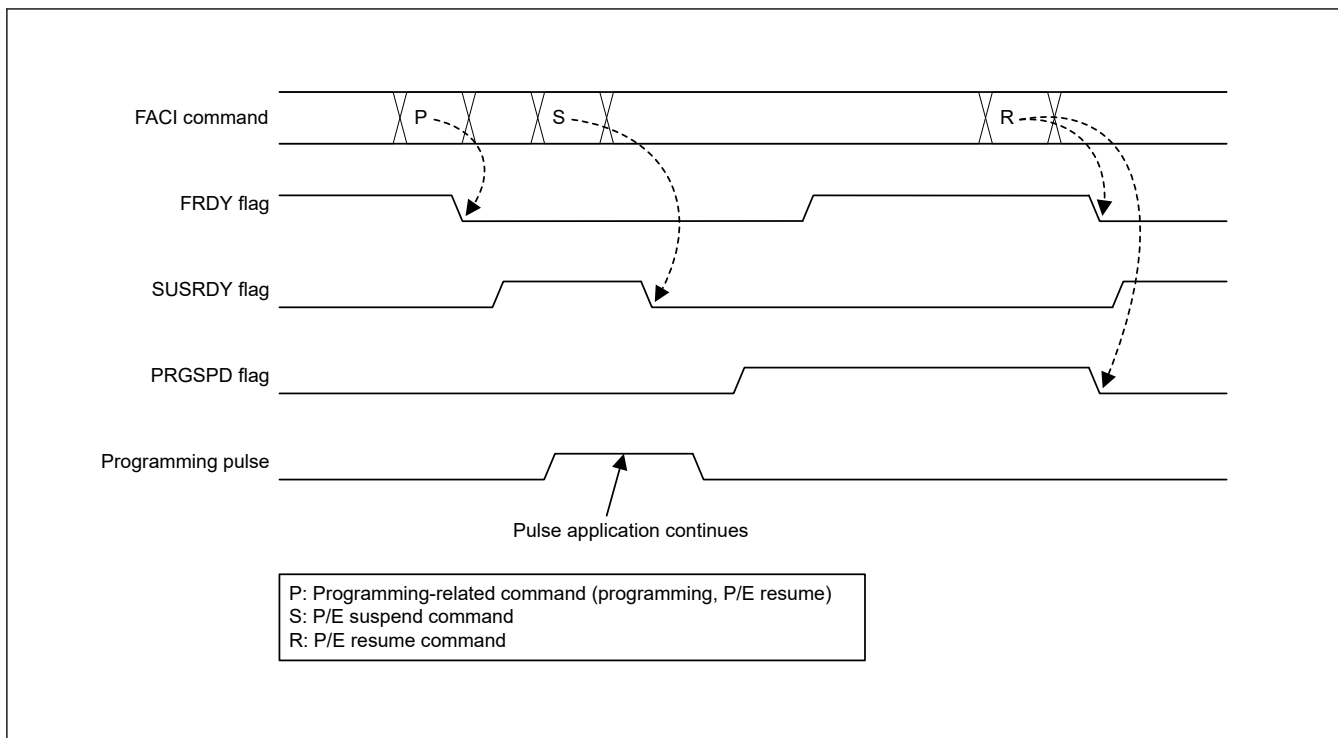 FACI command
P
S
R
FRDY flag
SUSRDY flag
PRGSPD flag
Programming pulse
Pulse application continues
P: Programming-related command (programming, P/E resume)
S: P/E suspend command
R: P/E resume command